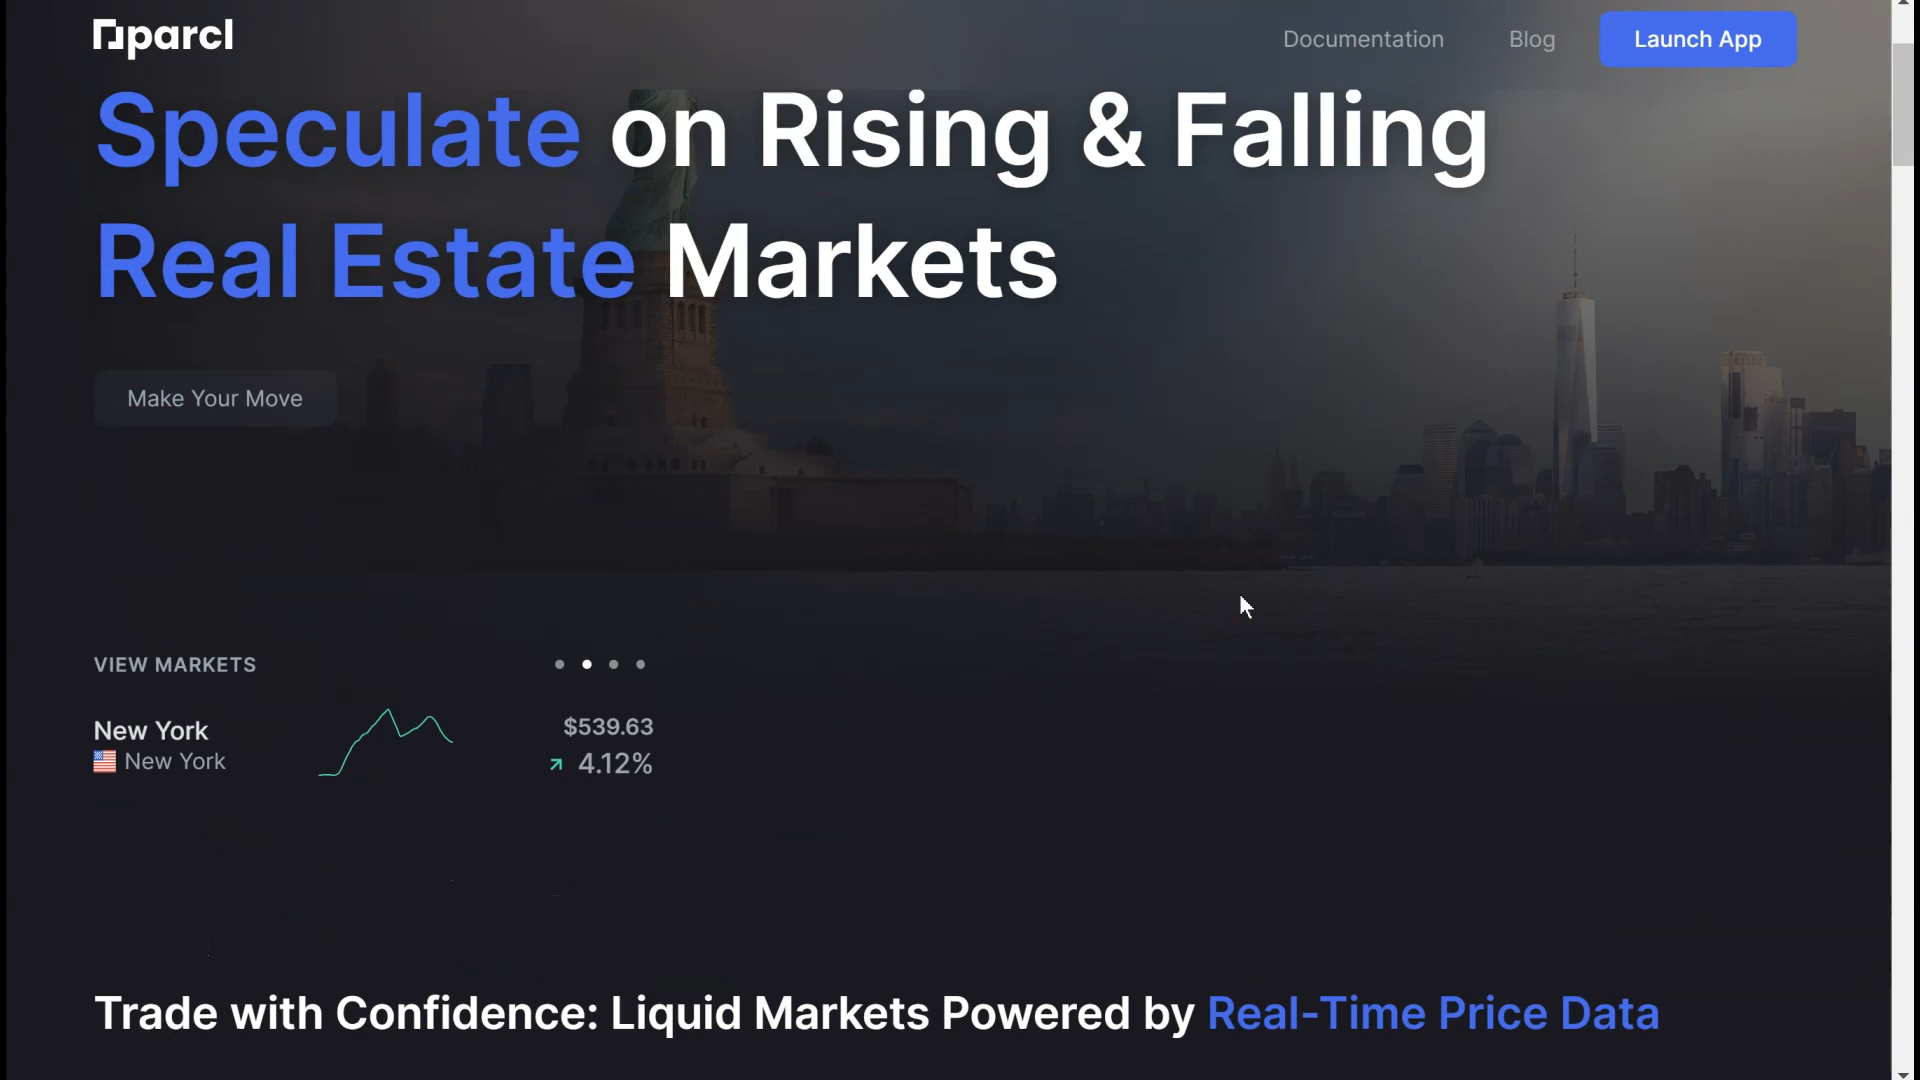 parcl
Documentation
Blog
Launch App
Speculate on Rising & Falling
Real Estate Markets
Make Your Move
VIEW MARKETS
New York
$539.63
New York
4.12%
Trade with Confidence: Liquid Markets Powered by Real-Time Price Data